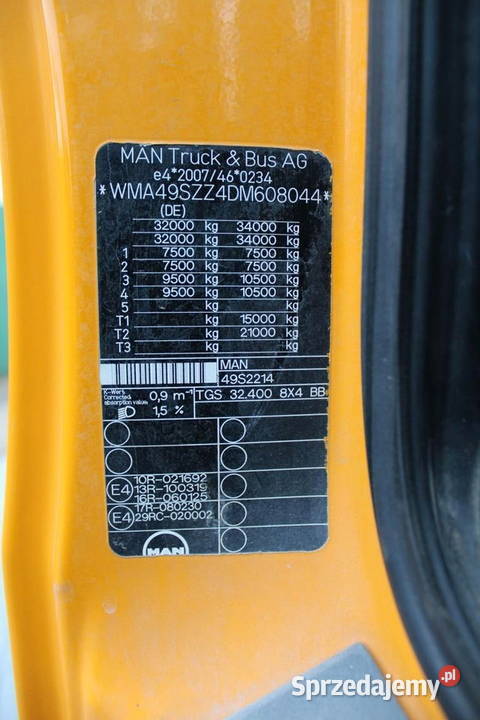 MAN Truck & Bus AG
e4*2007/46*0234
*WMA49SZZ4DM608044*
(DE)
32000 kg 34000 kg
32000 kg 34000 kg
1 7500 kg 7500 kg
2 7500 kg 7500 kg
3 9500 kg 10500 kg
4 9500 kg 10500 kg
5 kg kg
T1 kg 15000 kg
T2 kg 21000 kg
T3 kg kg
MAN
49S2214
K-Wert Corrected absorption value 0,9 m-1 TGS 32.400 8X4 BB
1,5 %
E4 10R-021692
13R-100319
16R-060125
17R-080230
E4 29RC-020002
MAN
Sprzedajemy.pl